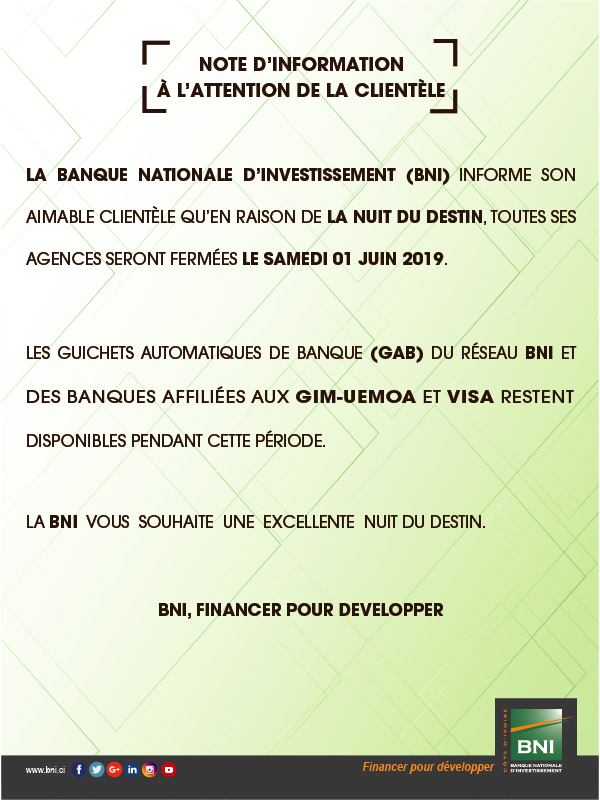 NOTE D'INFORMATION
À L'ATTENTION DE LA CLIENTÈLE
LA BANQUE NATIONALE D'INVESTISSEMENT (BNI) INFORME SON
AIMABLE CLIENTÈLE QU'EN RAISON DE LA NUIT DU DESTIN, TOUTES SES
AGENCES SERONT FERMÉES LE SAMEDI 01 JUIN 2019.
LES GUICHETS AUTOMATIQUES DE BANQUE (GAB) DU RÉSEAU BNI ET
DES BANQUES AFFILIÉES AUX GIM-UEMOA ET VISA RESTENT
DISPONIBLES PENDANT CETTE PÉRIODE.
LA BNI VOUS SOUHAITE UNE EXCELLENTE NUIT DU DESTIN.
BNI, FINANCER POUR DEVELOPPER
www.bni.ci
Financer pour développer
CÔTE D'IVOIRE
BNI
BANQUE NATIONALE
D'INVESTISSEMENT